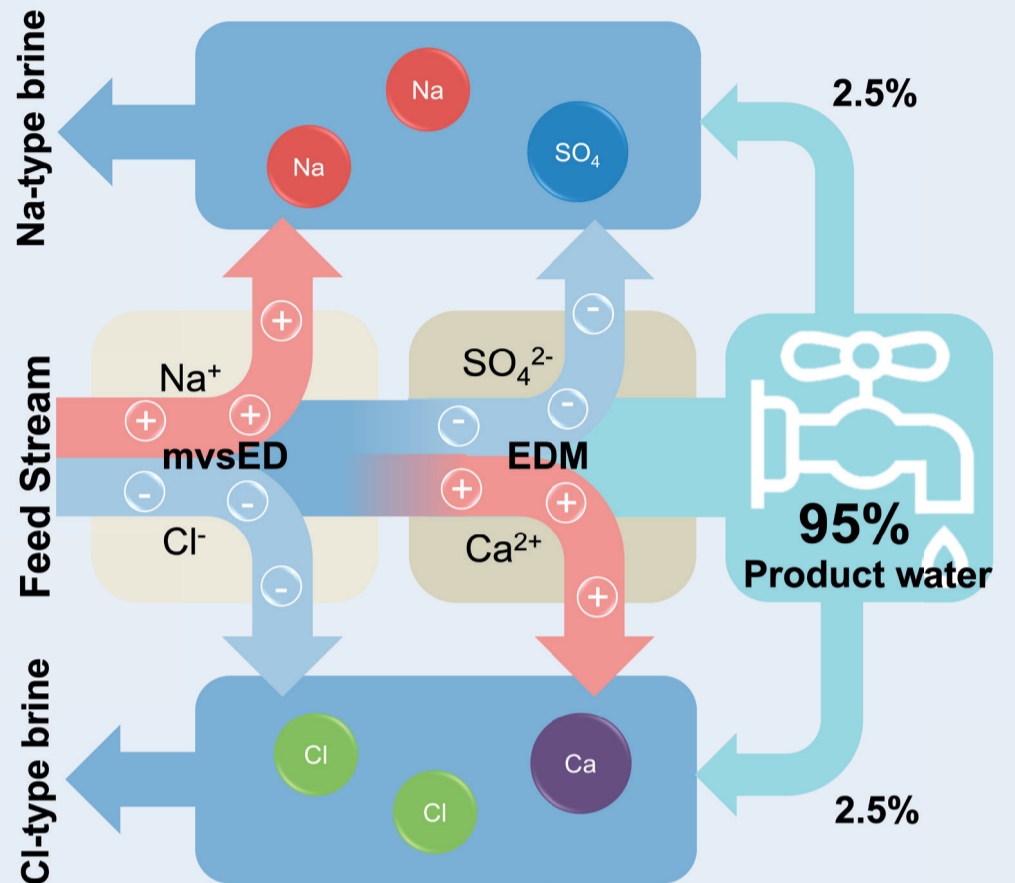 Na-type brine
Na
Na
SO₄
2.5%
Feed Stream
Na⁺
+
+
+
mvsED
-
-
-
Cl⁻
SO₄²⁻
-
-
-
EDM
+
+
+
Ca²⁺
95%
Product water
Cl-type brine
Cl
Cl
Ca
2.5%